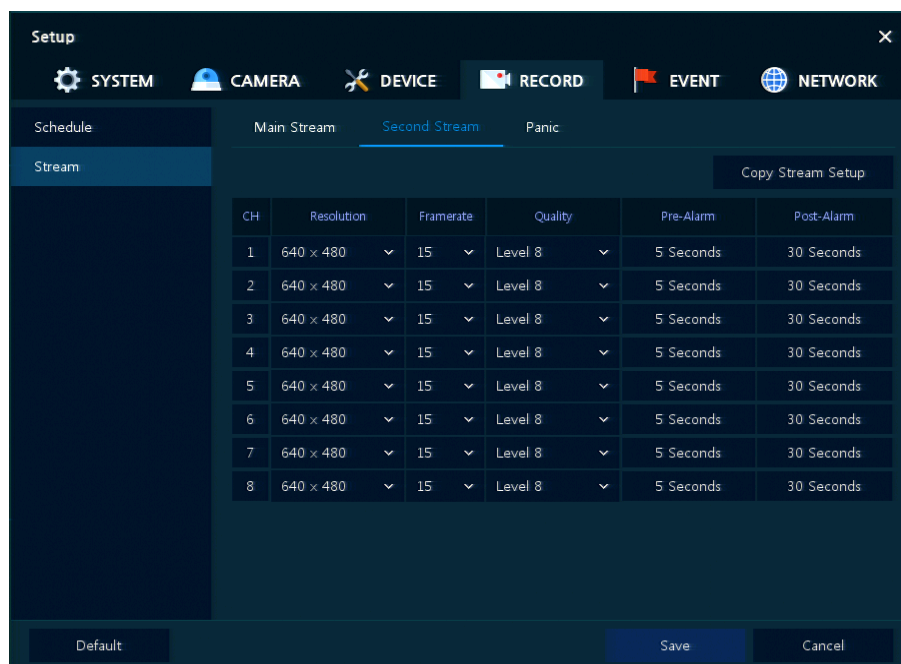 Setup
SYSTEM CAMERA DEVICE RECORD EVENT NETWORK
Schedule
Stream
Main Stream Second Stream Panic
Copy Stream Setup
CH Resolution Framerate Quality Pre-Alarm Post-Alarm
1 640 × 480 15 Level 8 5 Seconds 30 Seconds
2 640 × 480 15 Level 8 5 Seconds 30 Seconds
3 640 × 480 15 Level 8 5 Seconds 30 Seconds
4 640 × 480 15 Level 8 5 Seconds 30 Seconds
5 640 × 480 15 Level 8 5 Seconds 30 Seconds
6 640 × 480 15 Level 8 5 Seconds 30 Seconds
7 640 × 480 15 Level 8 5 Seconds 30 Seconds
8 640 × 480 15 Level 8 5 Seconds 30 Seconds
Default Save Cancel